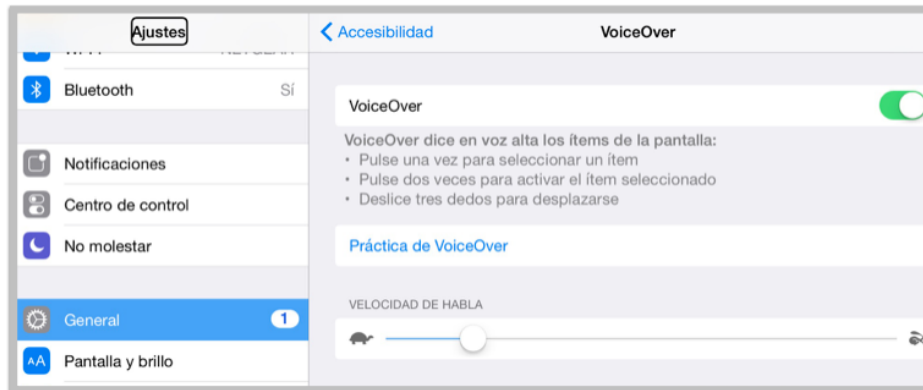 Ajustes
Bluetooth
Sí
Notificaciones
Centro de control
No molestar
General
1
AA Pantalla y brillo
Accesibilidad
VoiceOver
VoiceOver
VoiceOver dice en voz alta los ítems de la pantalla:
• Pulse una vez para seleccionar un ítem
• Pulse dos veces para activar el ítem seleccionado
• Deslice tres dedos para desplazarse
Práctica de VoiceOver
VELOCIDAD DE HABLA